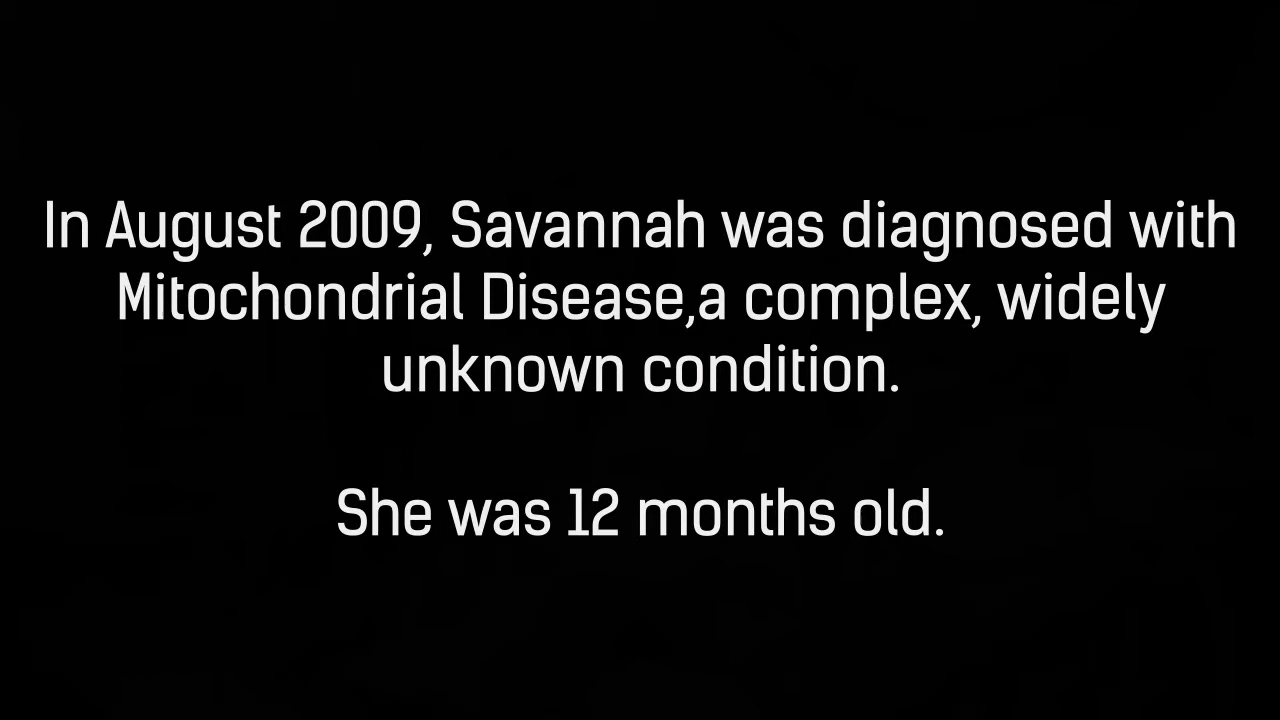 In August 2009, Savannah was diagnosed with
Mitochondrial Disease,a complex, widely
unknown condition.
She was 12 months old.